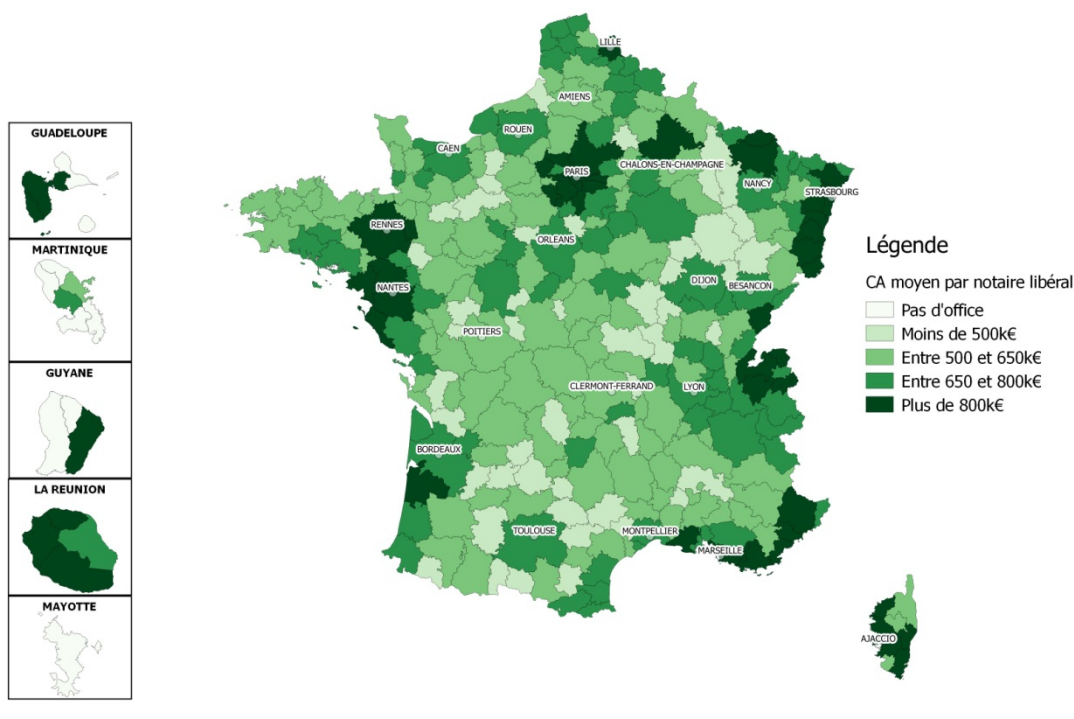 GUADELOUPE
MARTINIQUE
GUYANE
LA REUNION
MAYOTTE
LILLE
AMIENS
ROUEN
CAEN
PARIS
CHALONS-EN-CHAMPAGNE
NANCY
STRASBOURG
RENNES
ORLEANS
NANTES
DIJON
BESANCON
POITIERS
CLERMONT-FERRAND
LYON
BORDEAUX
TOULOUSE
MONTPELLIER
MARSEILLE
AJACCIO
Légende
CA moyen par notaire libéral
Pas d'office
Moins de 500k€
Entre 500 et 650k€
Entre 650 et 800k€
Plus de 800k€